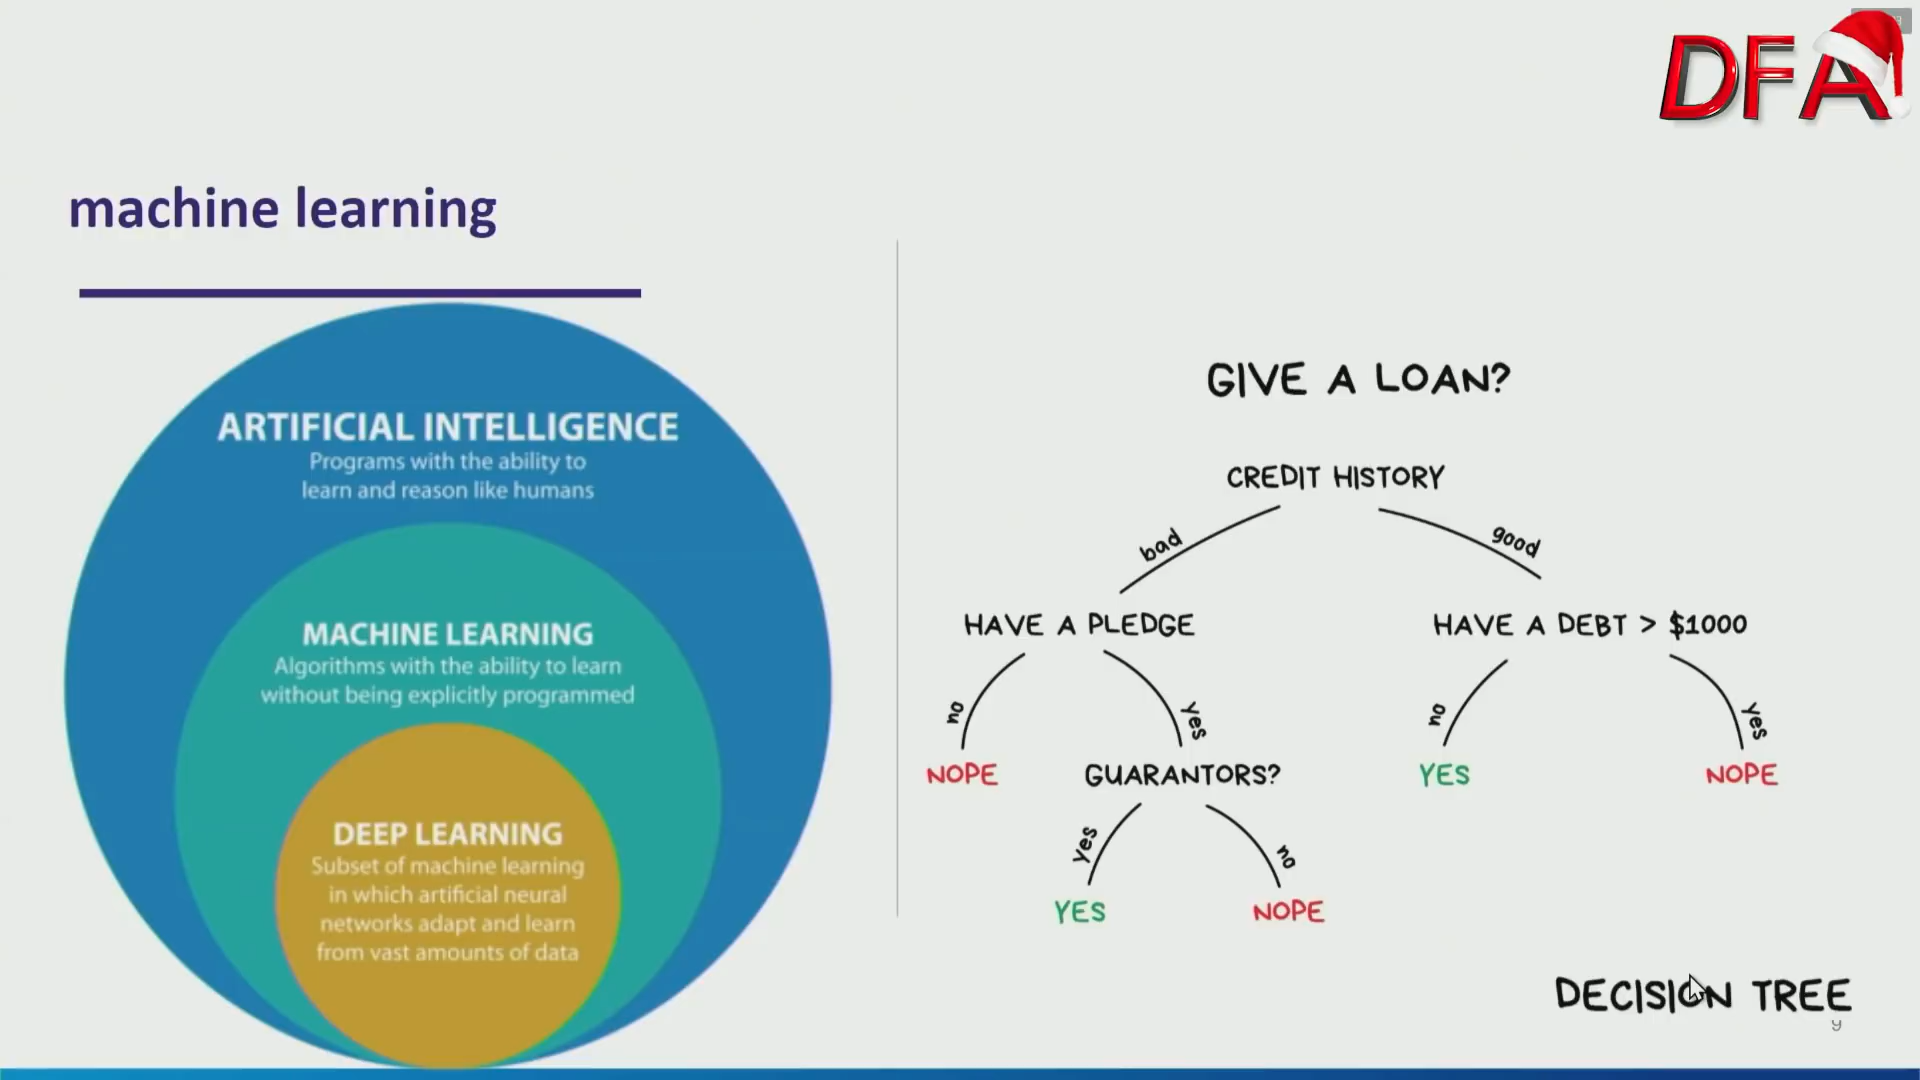 DFA
machine learning
ARTIFICIAL INTELLIGENCE
Programs with the ability to
learn and reason like humans
MACHINE LEARNING
Algorithms with the ability to learn
without being explicitly programmed
DEEP LEARNING
Subset of machine learning
in which artificial neural
networks adapt and learn
from vast amounts of data
GIVE A LOAN?
CREDIT HISTORY
bad
good
HAVE A PLEDGE
HAVE A DEBT > $1000
no
yes
no
yes
NOPE
GUARANTORS?
YES
NOPE
yes
no
YES
NOPE
DECISION TREE
9